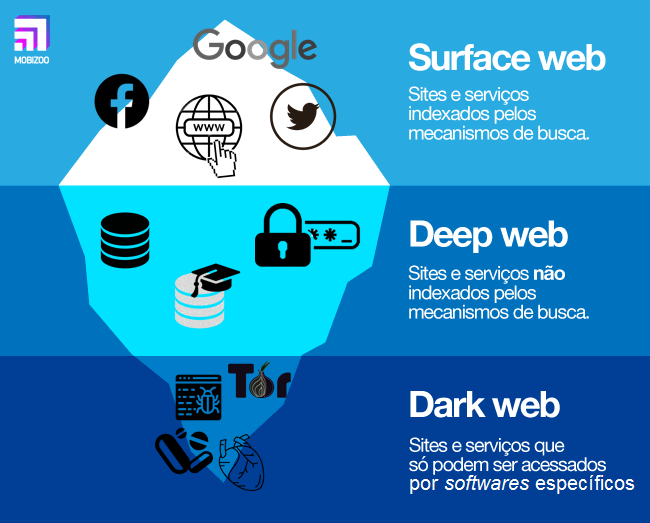 MOBIZOO
Google
Surface web
Sites e serviços
indexados pelos
mecanismos de busca.
www
Deep web
Sites e serviços não
indexados pelos
mecanismos de busca.
**_
Tor
Dark web
Sites e serviços que
só podem ser acessados
por softwares específicos